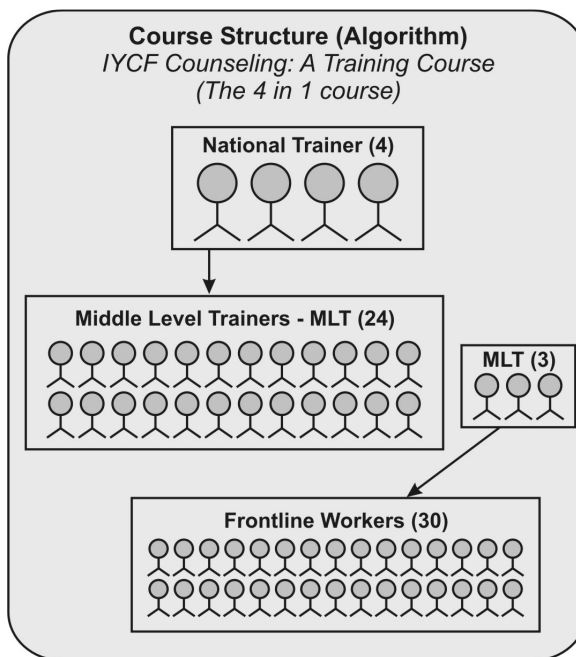 Course Structure (Algorithm)
IYCF Counseling: A Training Course
(The 4 in 1 course)
National Trainer (4)
Middle Level Trainers - MLT (24)
MLT (3)
Frontline Workers (30)